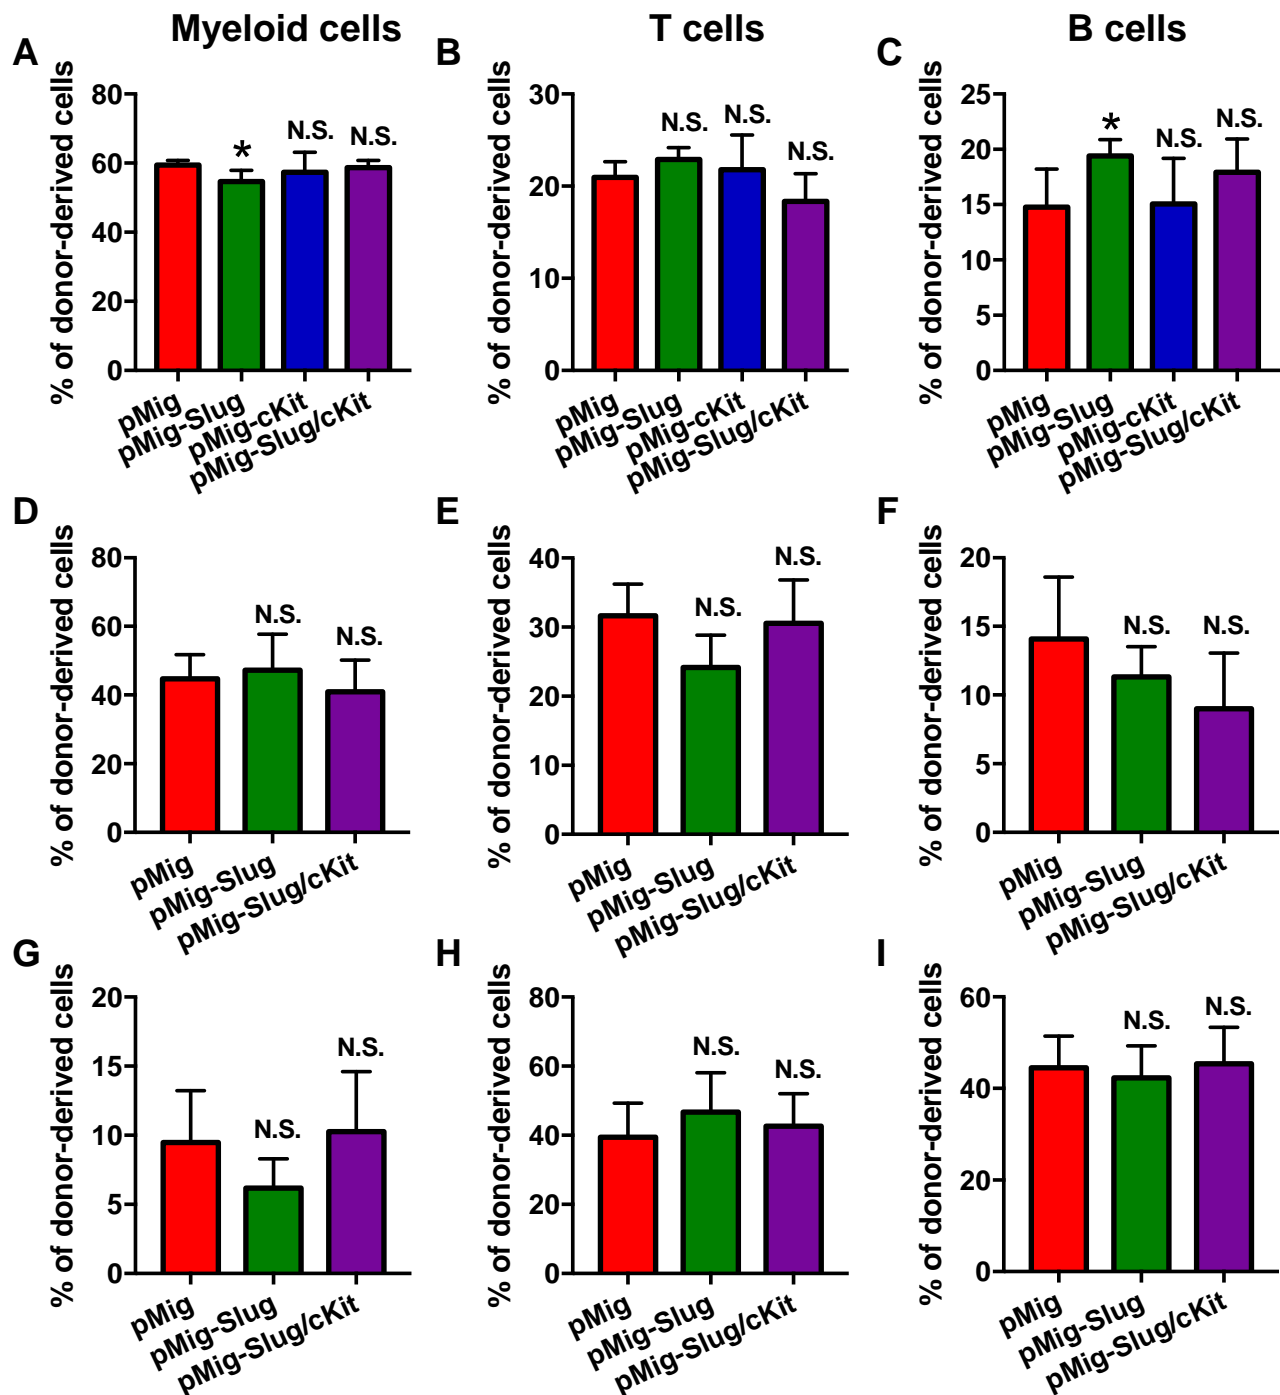 Myeloid cells
T cells
B cells
A
% of donor-derived cells
80
60
40
20
0
*
N.S.
N.S.
pMig
pMig-Slug
pMig-cKit
pMig-Slug/cKit
B
% of donor-derived cells
30
20
10
0
N.S.
N.S.
N.S.
pMig
pMig-Slug
pMig-cKit
pMig-Slug/cKit
C
% of donor-derived cells
25
20
15
10
5
0
*
N.S.
N.S.
pMig
pMig-Slug
pMig-cKit
pMig-Slug/cKit
D
% of donor-derived cells
80
60
40
20
0
N.S.
N.S.
pMig
pMig-Slug
pMig-Slug/cKit
E
% of donor-derived cells
40
30
20
10
0
N.S.
N.S.
pMig
pMig-Slug
pMig-Slug/cKit
F
% of donor-derived cells
20
15
10
5
0
N.S.
N.S.
pMig
pMig-Slug
pMig-Slug/cKit
G
% of donor-derived cells
20
15
10
5
0
N.S.
N.S.
pMig
pMig-Slug
pMig-Slug/cKit
H
% of donor-derived cells
80
60
40
20
0
N.S.
N.S.
pMig
pMig-Slug
pMig-Slug/cKit
I
% of donor-derived cells
60
40
20
0
N.S.
N.S.
pMig
pMig-Slug
pMig-Slug/cKit